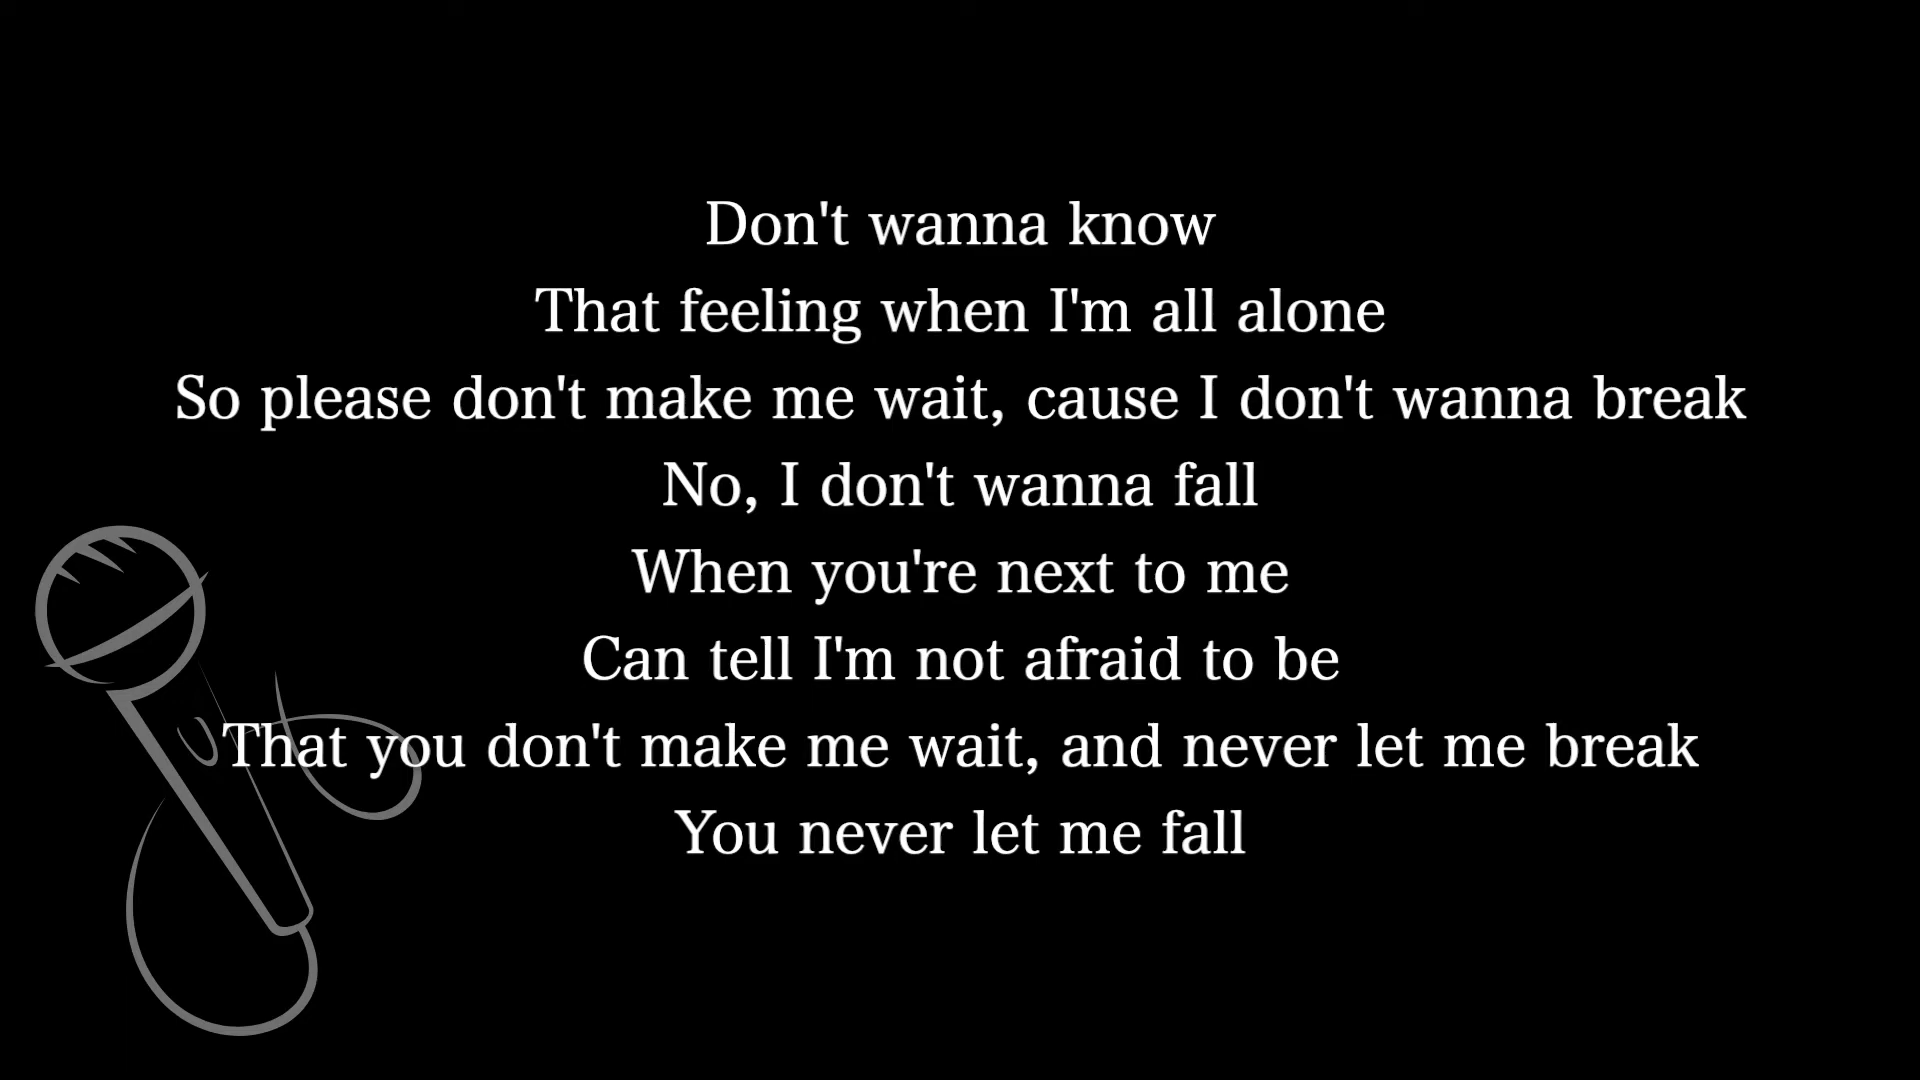 Don't wanna know
That feeling when I'm all alone
So please don't make me wait, cause I don't wanna break
No, I don't wanna fall
When you're next to me
Can tell I'm not afraid to be
That you don't make me wait, and never let me break
You never let me fall